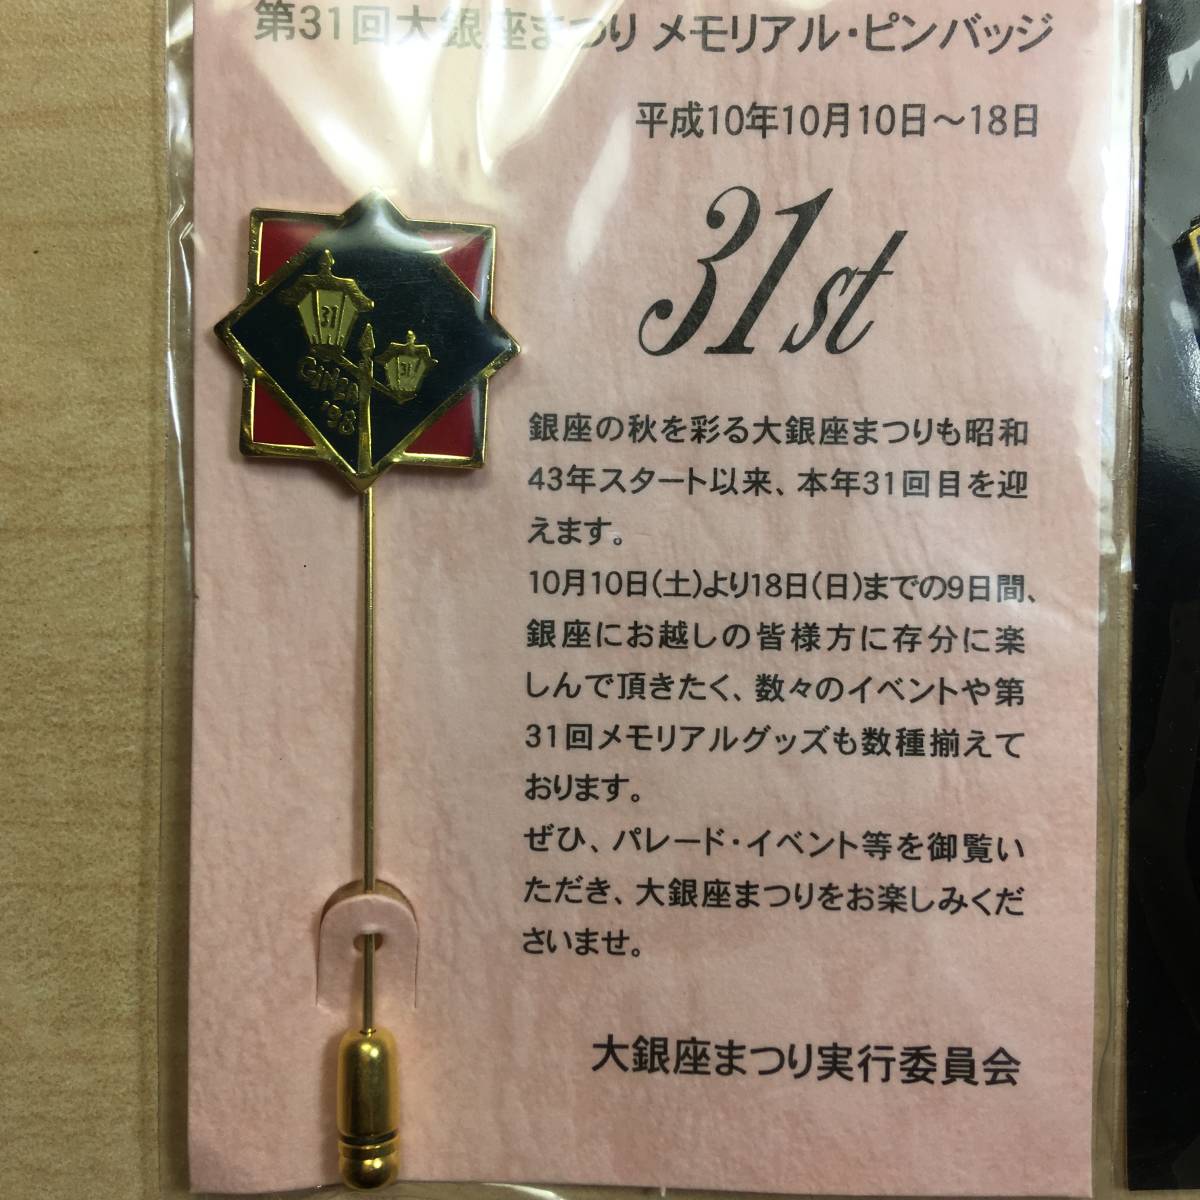 第31回大銀座まつり メモリアル・ピンバッジ
平成10年10月10日～18日
31st
31
31
GINZA
'98
銀座の秋を彩る大銀座まつりも昭和
43年スタート以来、本年31回目を迎
えます。
10月10日(土)より18日(日)までの9日間、
銀座にお越しの皆様方に存分に楽
しんで頂きたく、数々のイベントや第
31回メモリアルグッズも数種揃えて
おります。
ぜひ、パレード・イベント等を御覧い
ただき、大銀座まつりをお楽しみくだ
さいませ。
大銀座まつり実行委員会